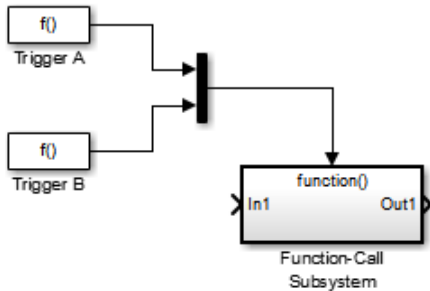 f()
Trigger A
f()
Trigger B
function()
In1 Out1
Function-Call
Subsystem